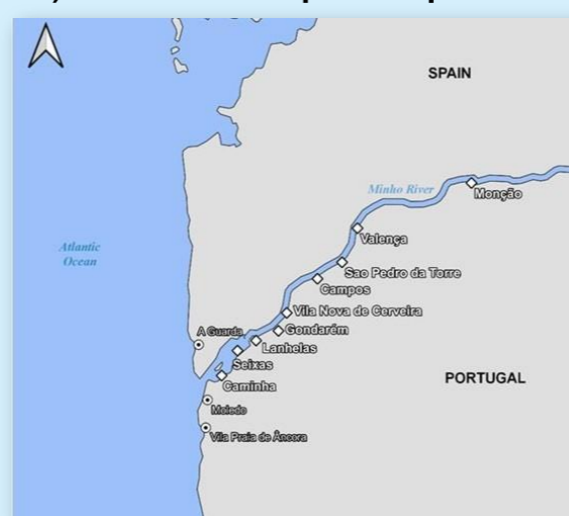 SPAIN
Minho River
Monção
Valença
Atlantic
Ocean
Sao Pedro da Torre
Campos
Vila Nova de Cerveira
Gondarém
A Guarda
Lanhelas
Seixas
PORTUGAL
Caminha
Moledo
Vila Praia de Âncora